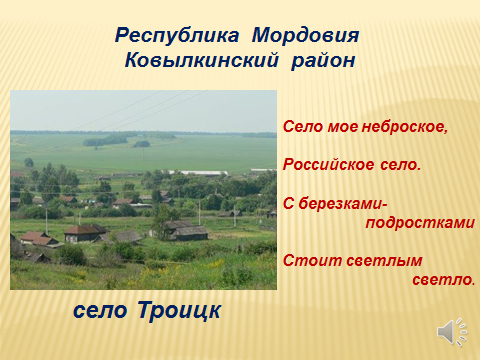 Республика Мордовия
Ковылкинский район
Село мое неброское,
Российское село.
С березками-
подростками
Стоит светлым
светло.
село Троицк